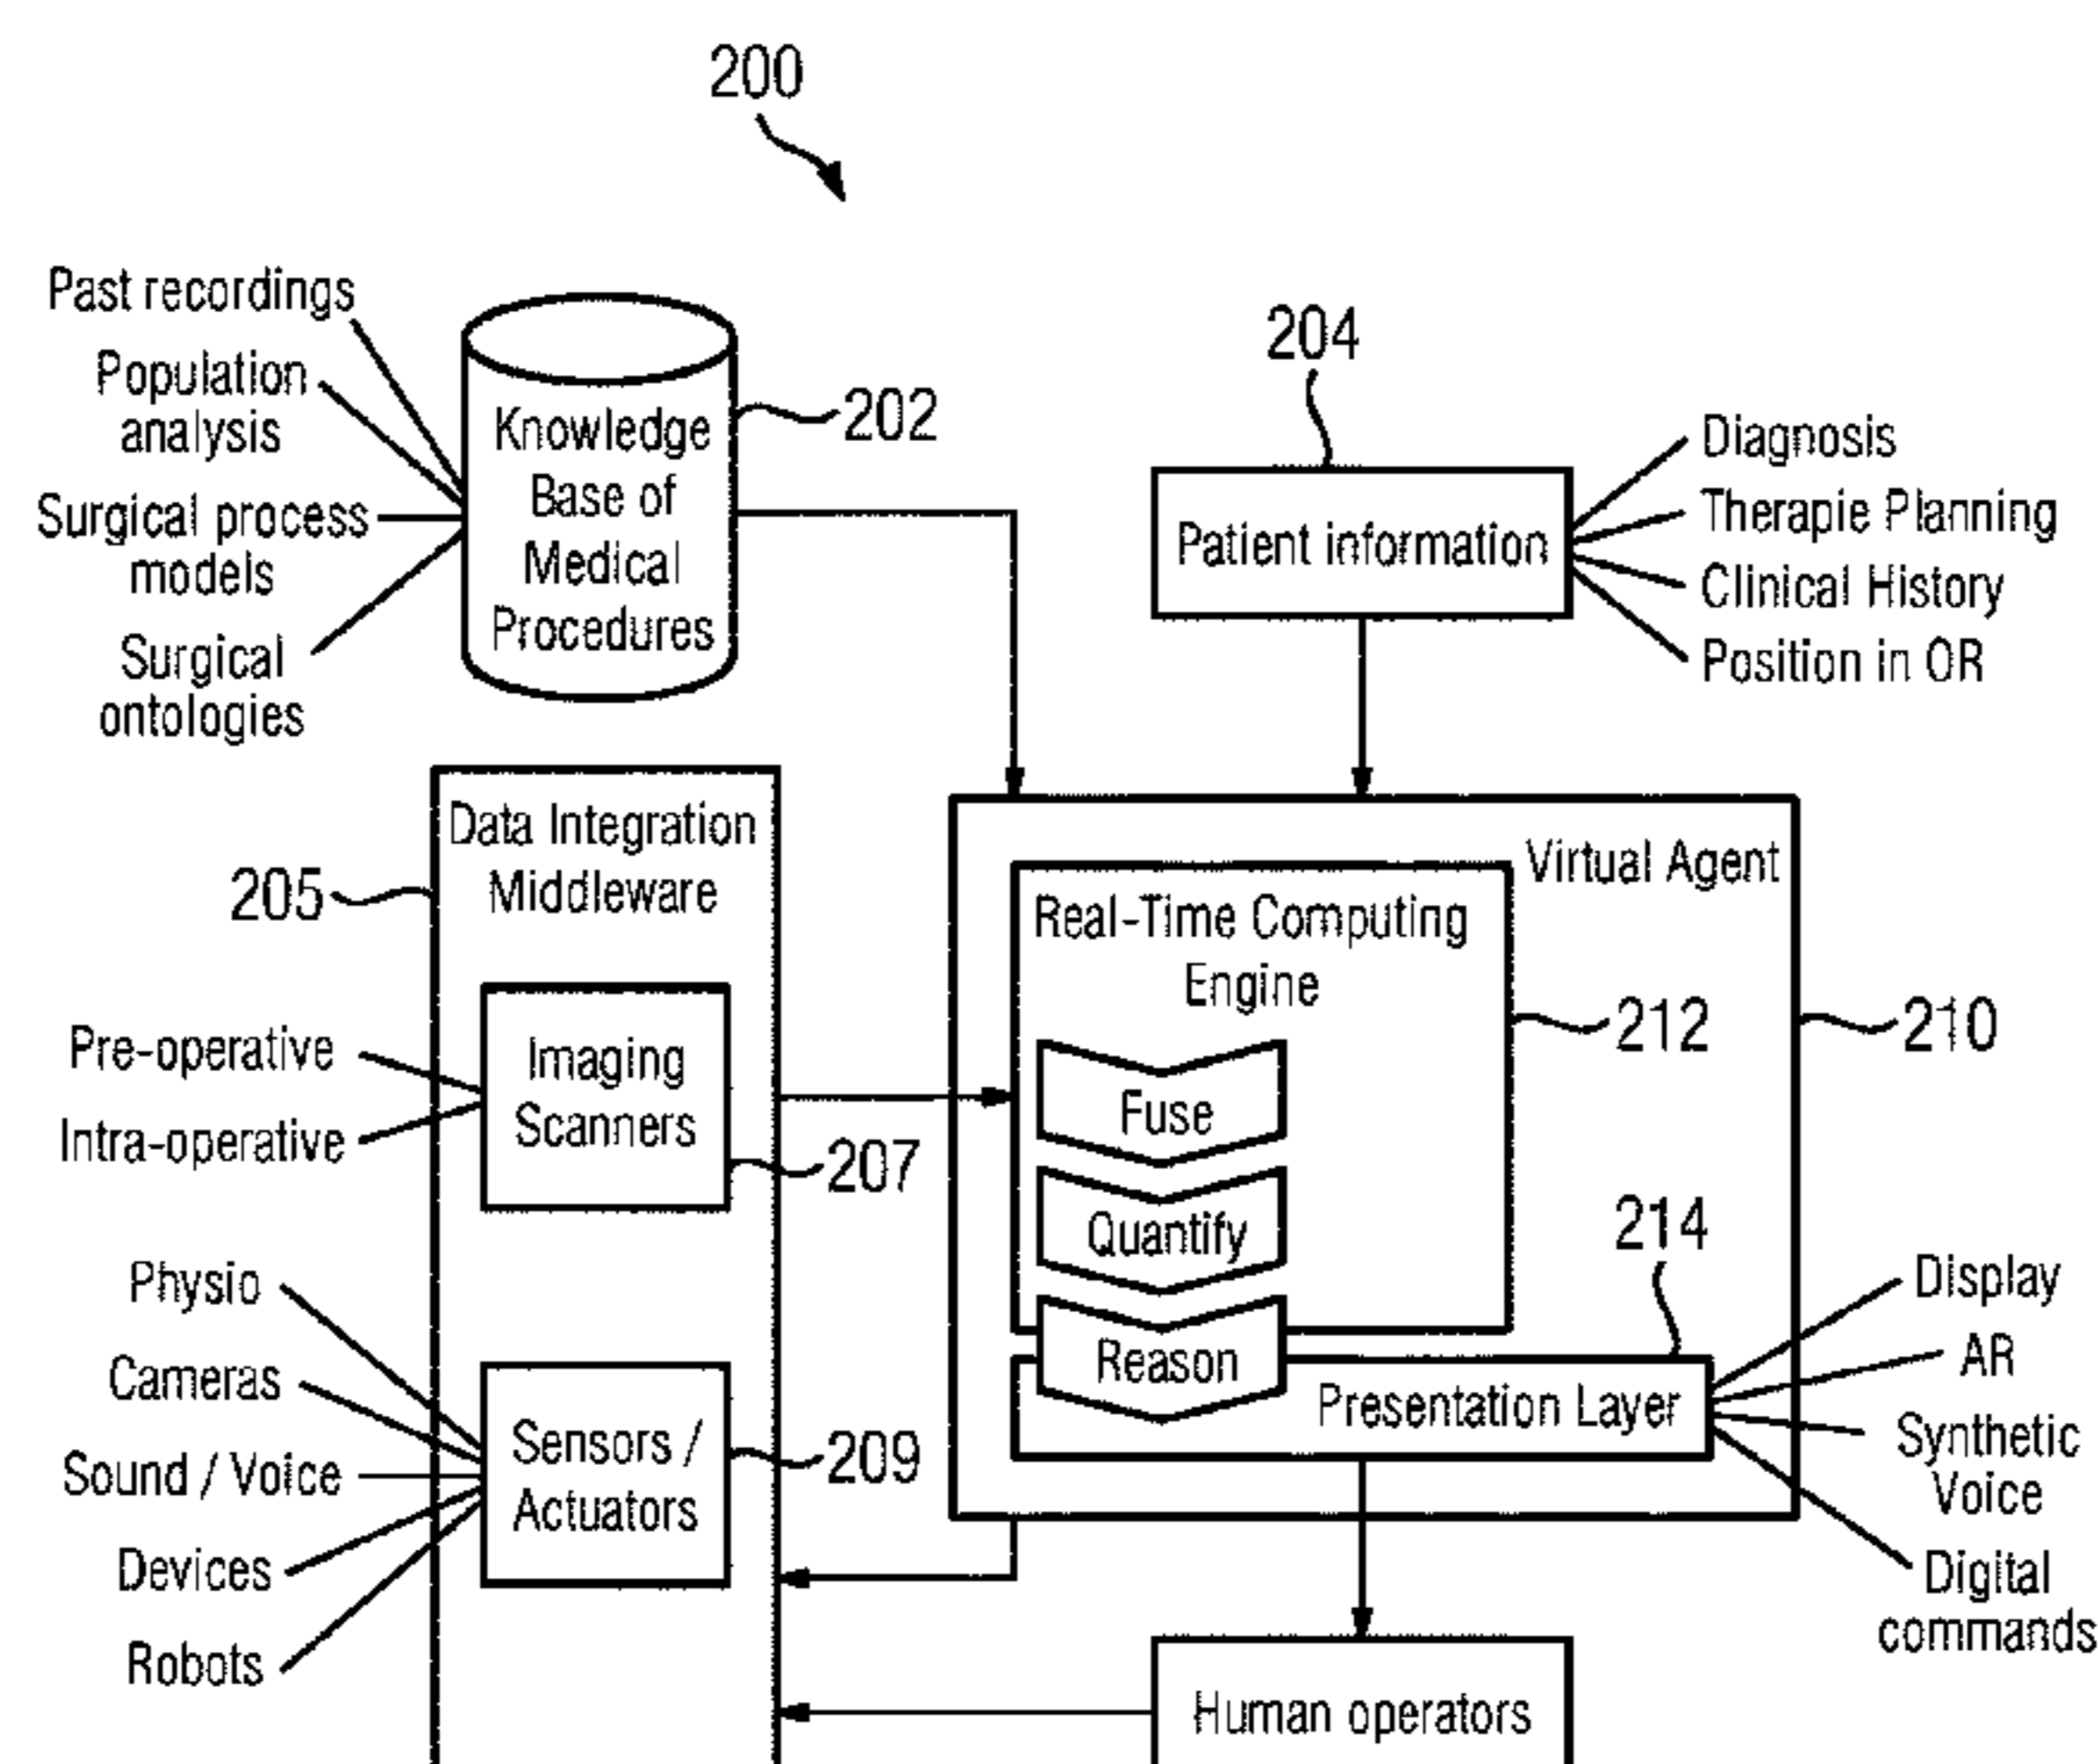 200
Past recordings
Population
analysis
Surgical process
models
Surgical
ontologies
Knowledge
Base of
Medical
Procedures
202
204
Patient information
Diagnosis
Therapie Planning
Clinical History
Position in OR
205
Data Integration
Middleware
Pre-operative
Intra-operative
Imaging
Scanners
207
Physio
Cameras
Sound / Voice
Devices
Robots
Sensors /
Actuators
209
Virtual Agent
210
Real-Time Computing
Engine
212
Fuse
Quantify
Reason
214
Presentation Layer
Display
AR
Synthetic
Voice
Digital
commands
Human operators